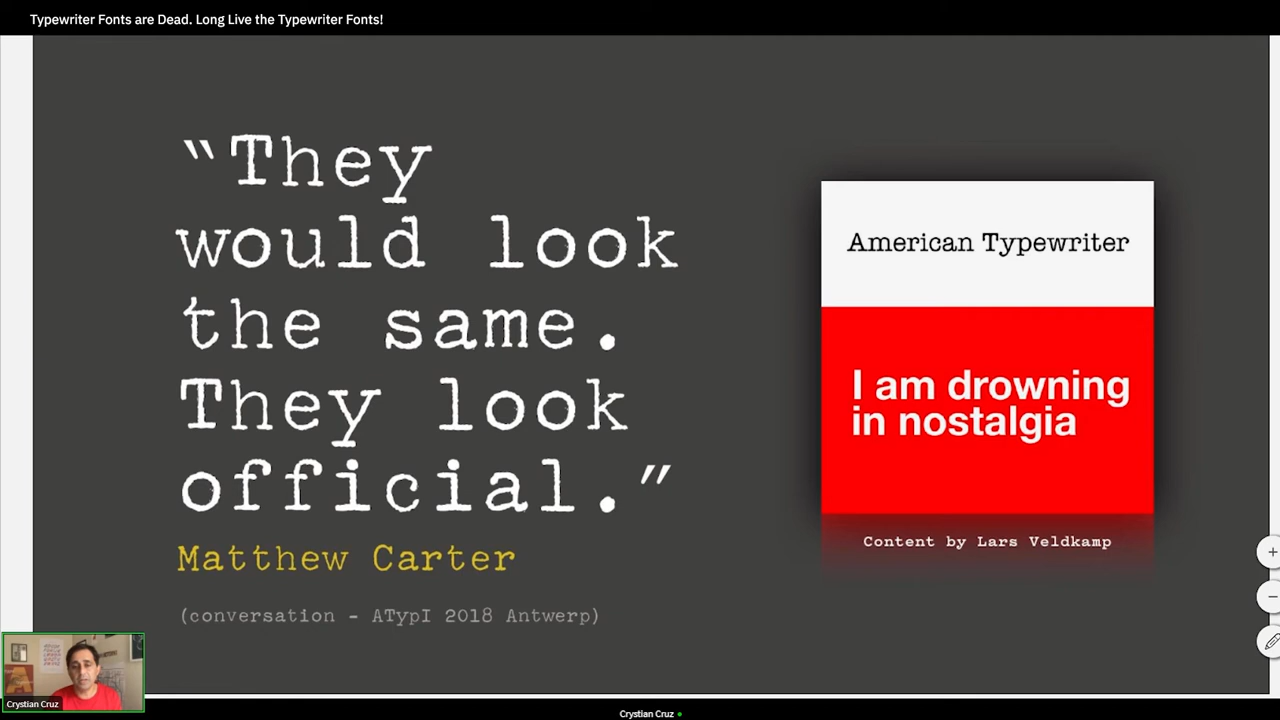 Typewriter Fonts are Dead. Long Live the Typewriter Fonts!
"They
would look
the same.
They look
official."
Matthew Carter
(conversation - ATypI 2018 Antwerp)
American Typewriter
I am drowning
in nostalgia
Content by Lars Veldkamp
Crystian Cruz
Crystian Cruz